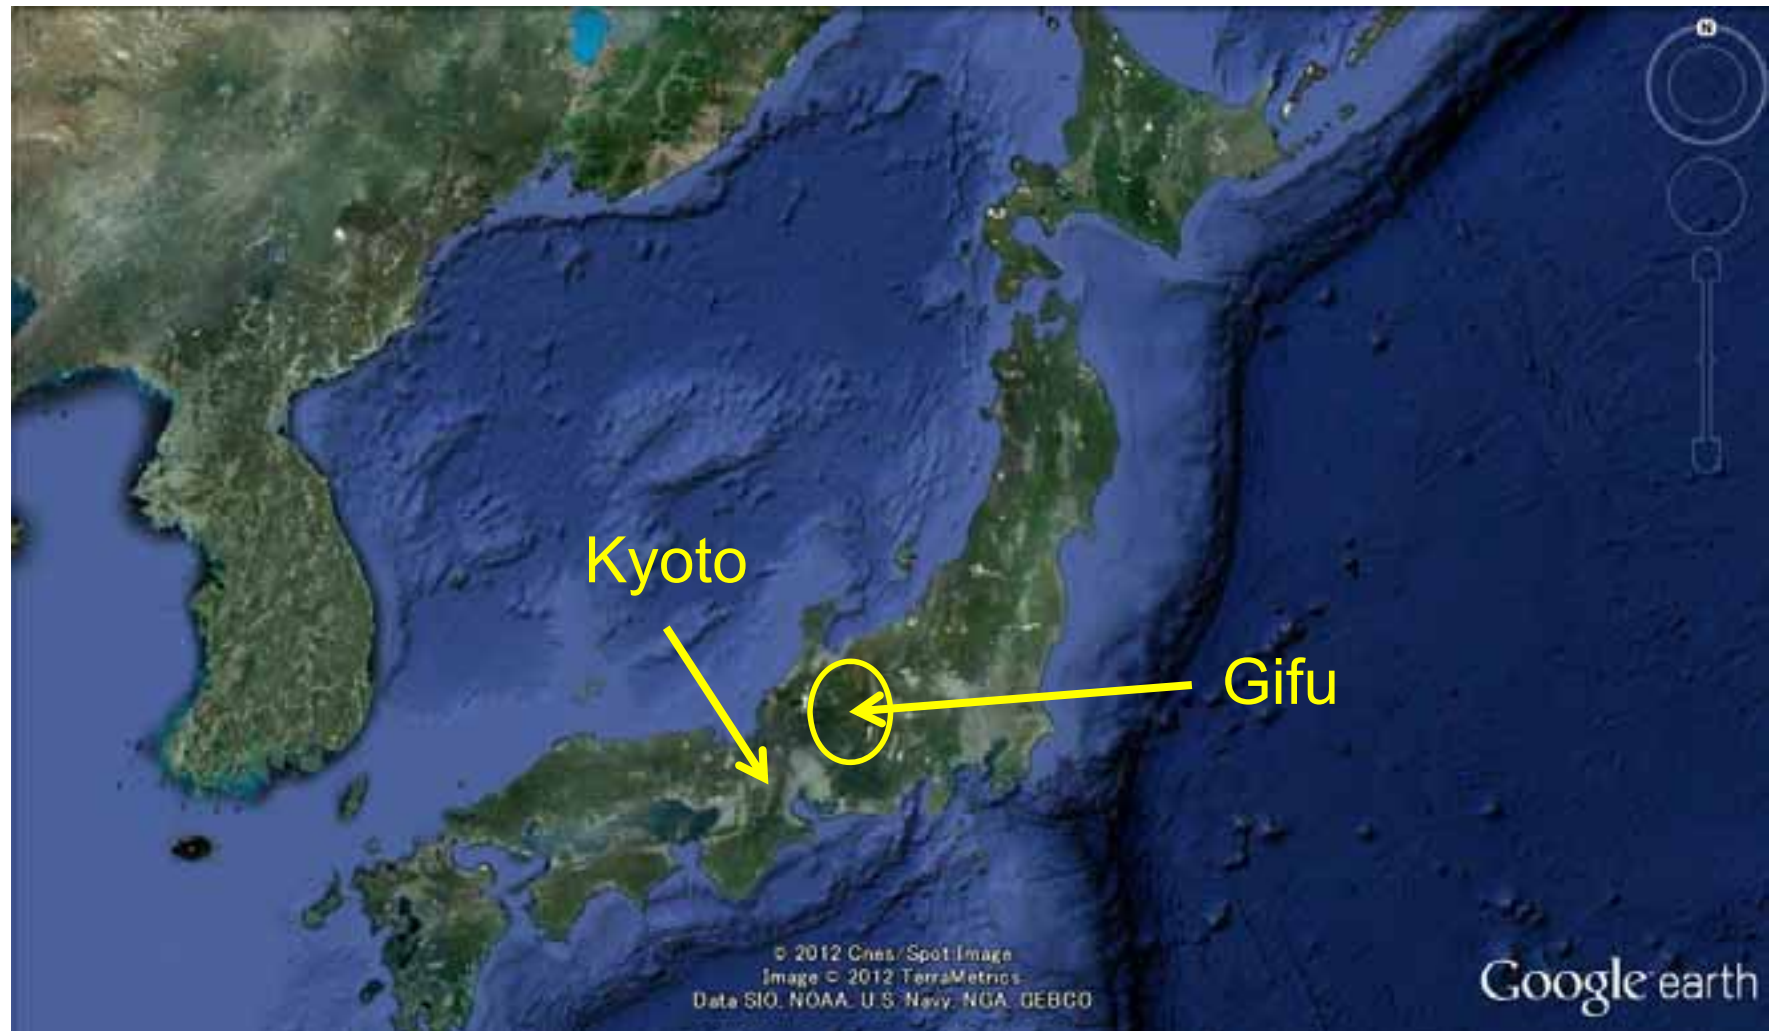 N
Kyoto
Gifu
© 2012 Cnes/Spot Image
Image © 2012 TerraMetrics
Data SIO, NOAA, U.S. Navy, NGA, GEBCO
Google earth